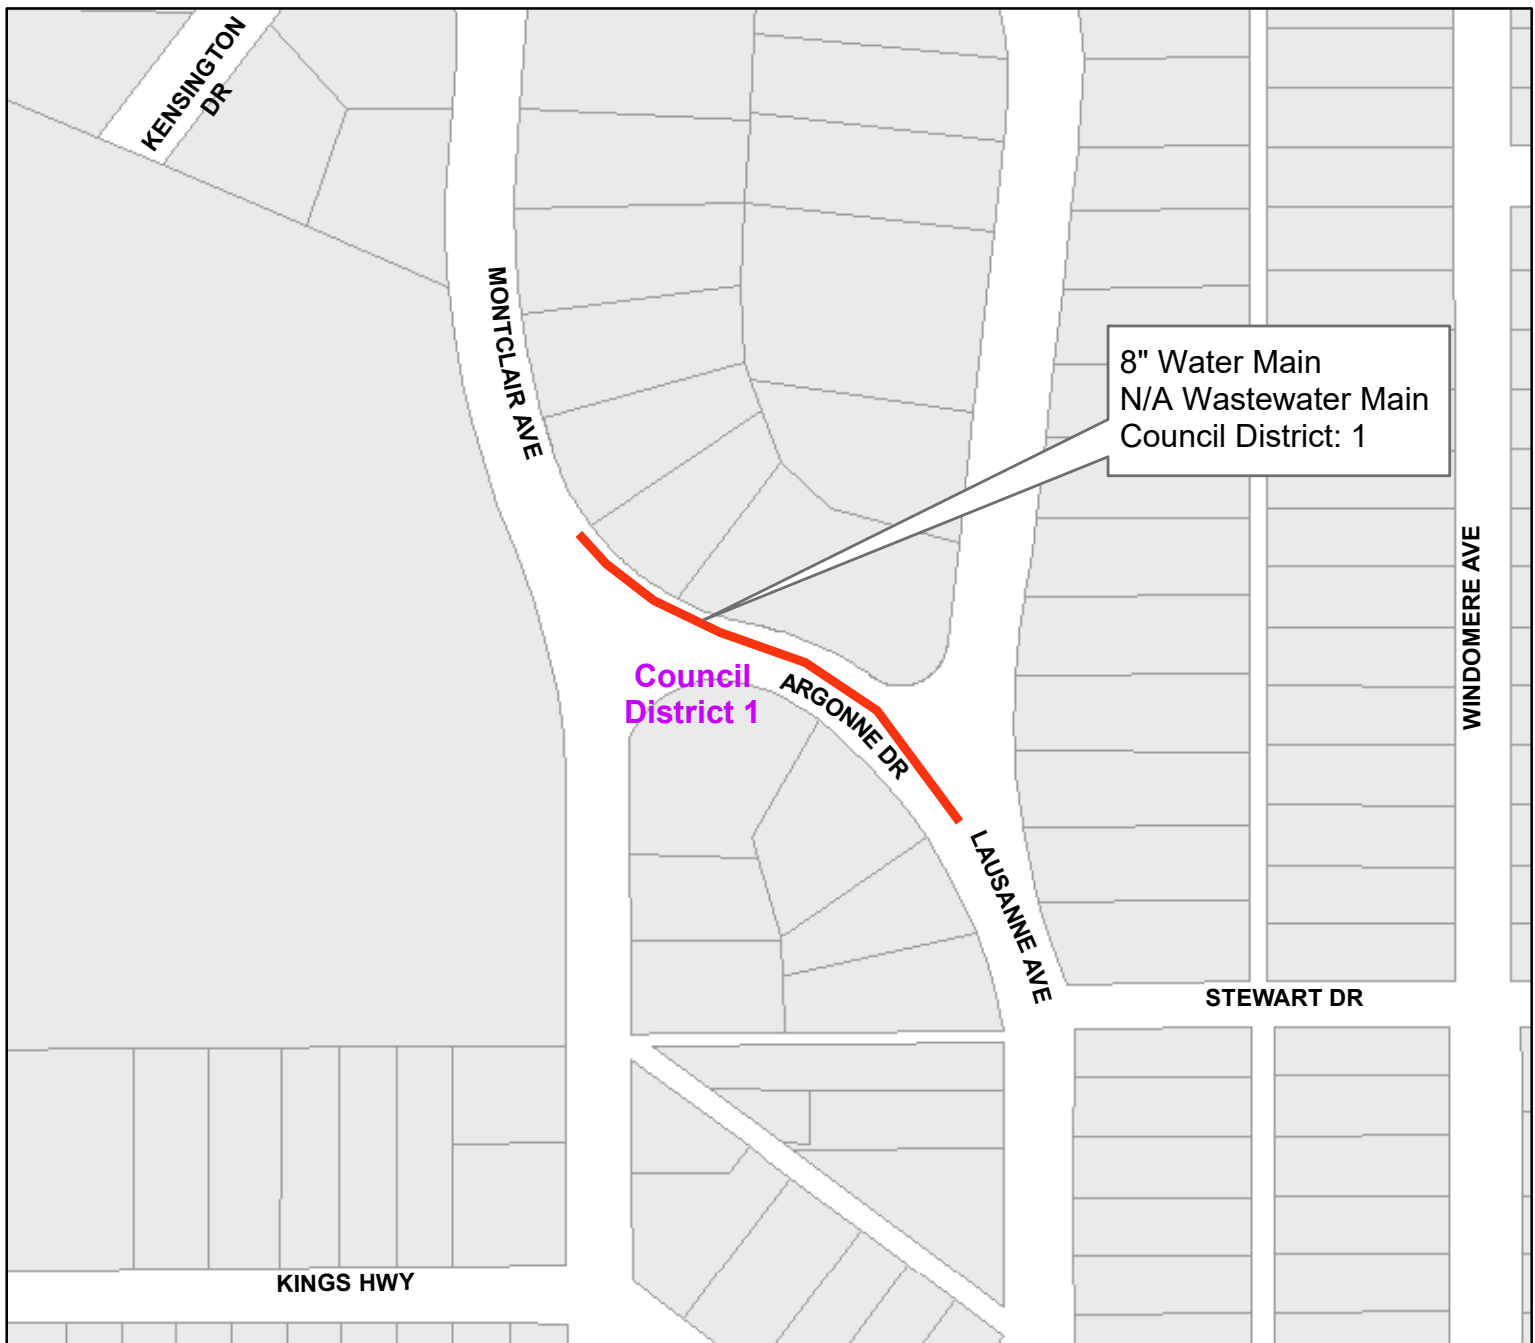 KENSINGTON
DR
MONTCLAIR AVE
8" Water Main
N/A Wastewater Main
Council District: 1
WINDOMERE AVE
Council
District 1
ARGONNE DR
LAUSANNE AVE
STEWART DR
KINGS HWY